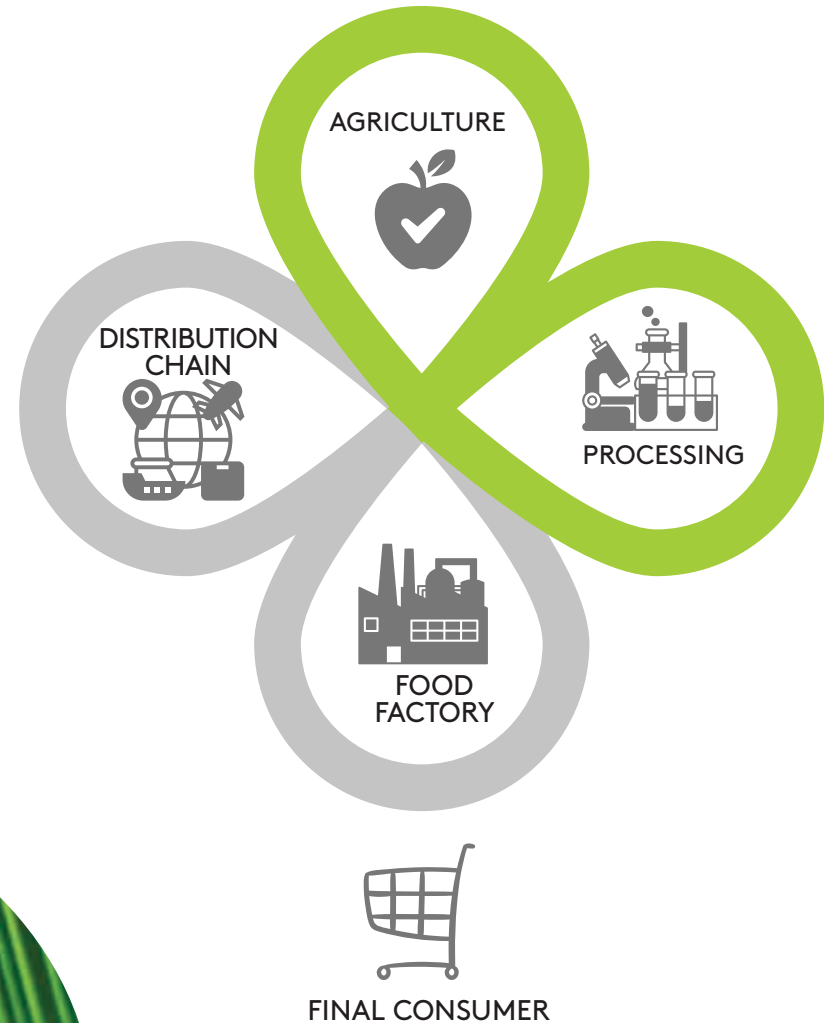 AGRICULTURE
DISTRIBUTION
CHAIN
PROCESSING
FOOD
FACTORY
FINAL CONSUMER